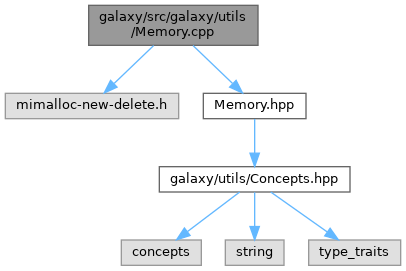 galaxy/src/galaxy/utils
/Memory.cpp
mimalloc-new-delete.h
Memory.hpp
galaxy/utils/Concepts.hpp
concepts
string
type_traits